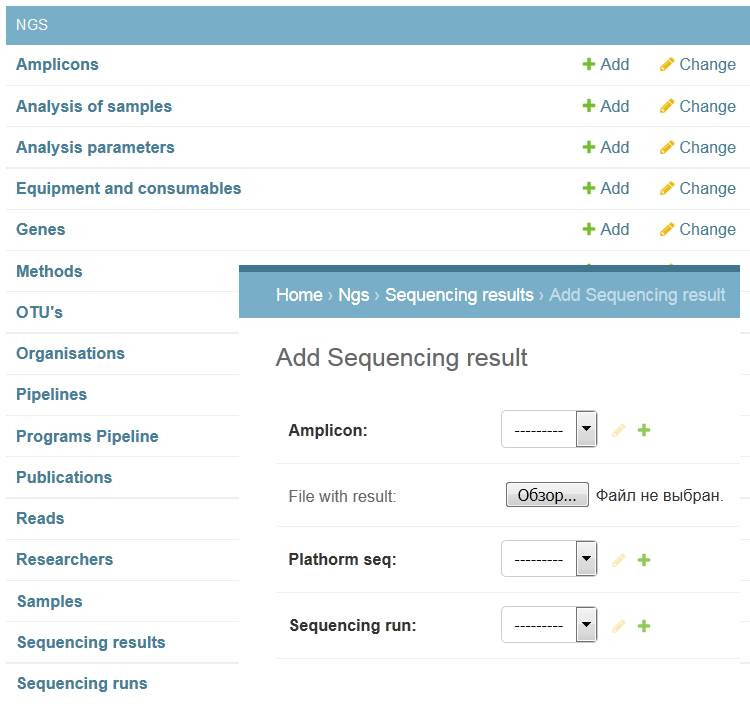 NGS
Amplicons Add Change
Analysis of samples Add Change
Analysis parameters Add Change
Equipment and consumables Add Change
Genes Add Change
Methods
OTU's
Organisations
Pipelines
Programs Pipeline
Publications
Reads
Researchers
Samples
Sequencing results
Sequencing runs
Home › Ngs › Sequencing results › Add Sequencing result
Add Sequencing result
Amplicon: ---------
File with result: Обзор... Файл не выбран.
Plathorm seq: ---------
Sequencing run: ---------